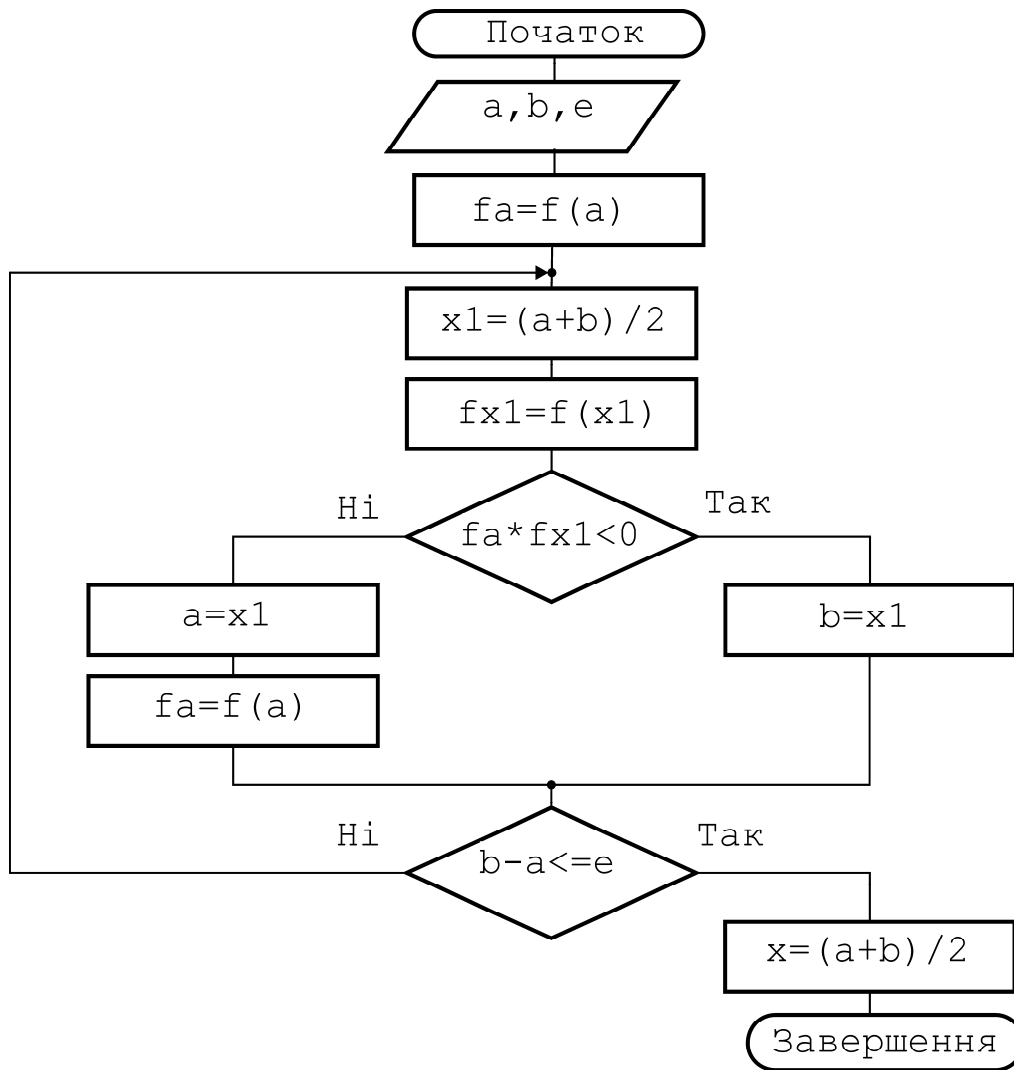 Початок
a,b,e
fa=f(a)
x1=(a+b)/2
fx1=f(x1)
Ні
fa*fx1<0
Так
a=x1
b=x1
fa=f(a)
Ні
b-a<=e
Так
x=(a+b)/2
Завершення